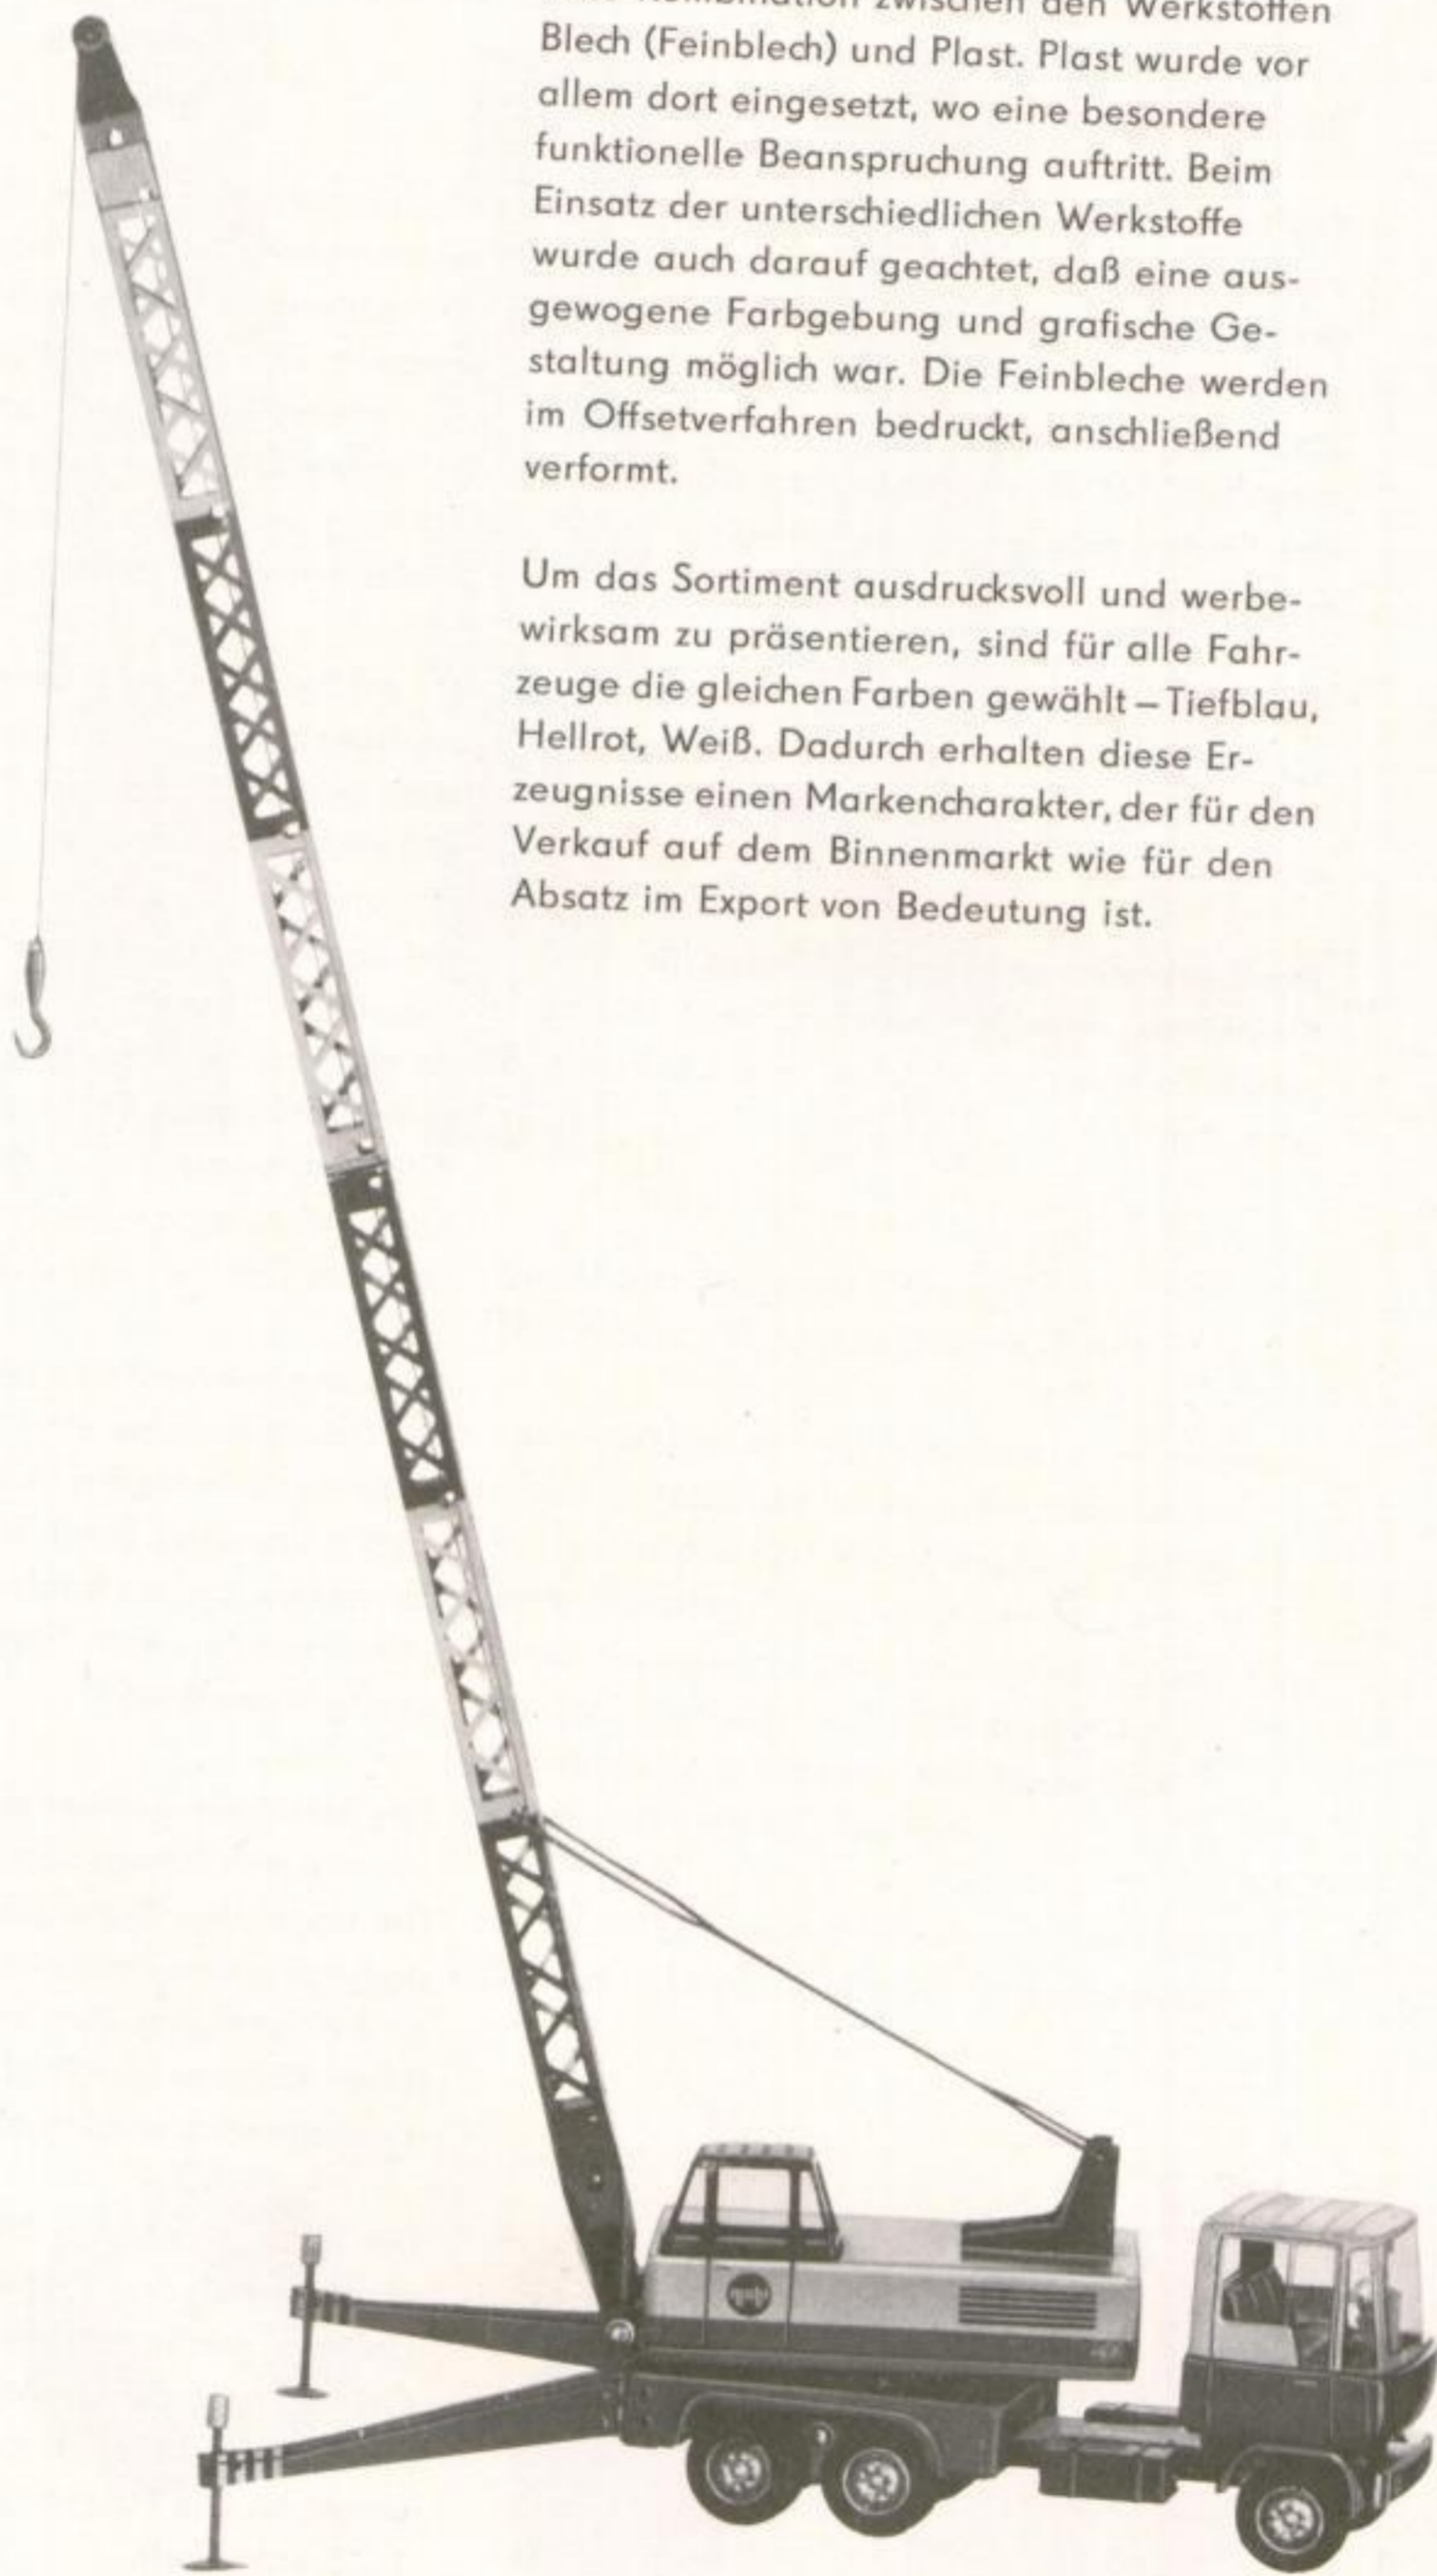 Kombination zwischen den Werkstoffen
Blech (Feinblech) und Plast. Plast wurde vor
allem dort eingesetzt, wo eine besondere
funktionelle Beanspruchung auftritt. Beim
Einsatz der unterschiedlichen Werkstoffe
wurde auch darauf geachtet, daß eine aus-
gewogene Farbgebung und grafische Ge-
staltung möglich war. Die Feinbleche werden
im Offsetverfahren bedruckt, anschließend
verformt.
Um das Sortiment ausdrucksvoll und werbe-
wirksam zu präsentieren, sind für alle Fahr-
zeuge die gleichen Farben gewählt – Tiefblau,
Hellrot, Weiß. Dadurch erhalten diese Er-
zeugnisse einen Markencharakter, der für den
Verkauf auf dem Binnenmarkt wie für den
Absatz im Export von Bedeutung ist.